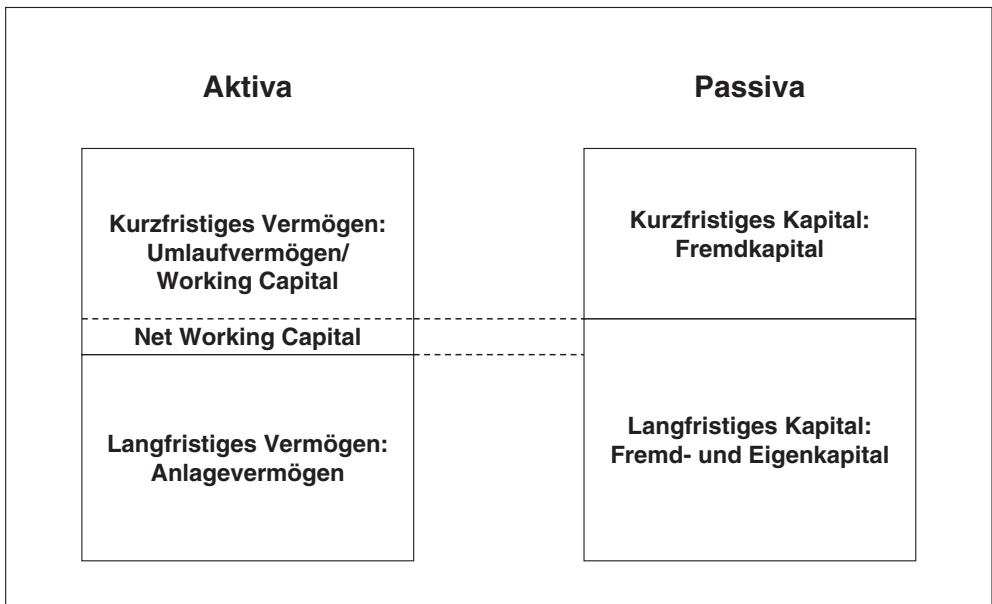 Aktiva
Kurzfristiges Vermögen:
Umlaufvermögen/
Working Capital
Net Working Capital
Langfristiges Vermögen:
Anlagevermögen
Passiva
Kurzfristiges Kapital:
Fremdkapital
Langfristiges Kapital:
Fremd- und Eigenkapital